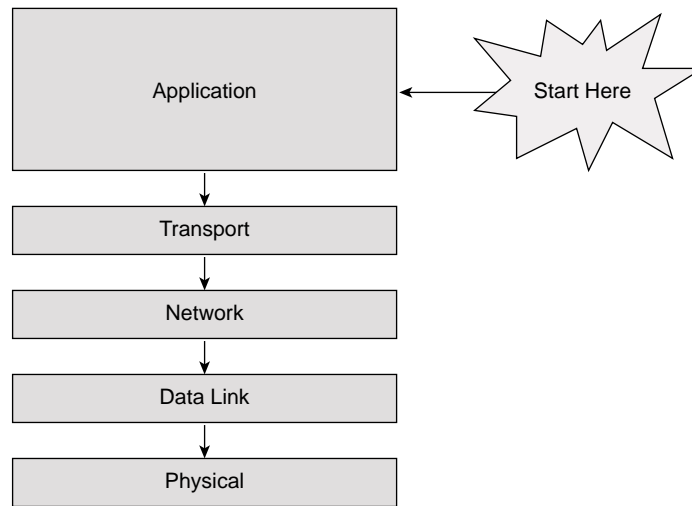 Application
Start Here
Transport
Network
Data Link
Physical